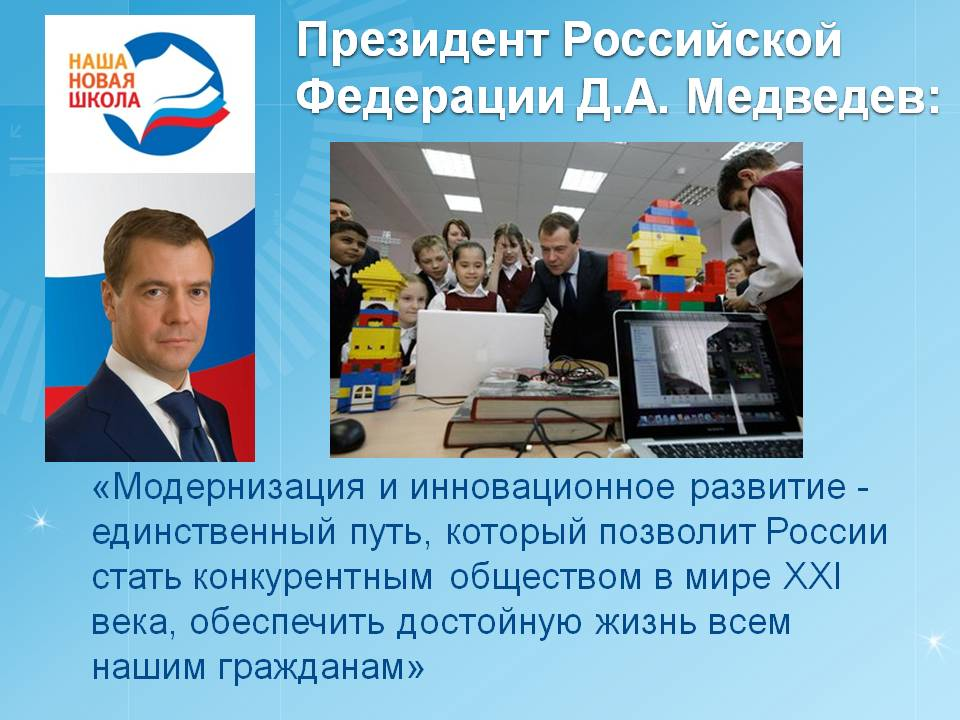 НАША
НОВАЯ
ШКОЛА
Президент Российской
Федерации Д.А. Медведев:
«Модернизация и инновационное развитие -
единственный путь, который позволит России
стать конкурентным обществом в мире XXI
века, обеспечить достойную жизнь всем
нашим гражданам»